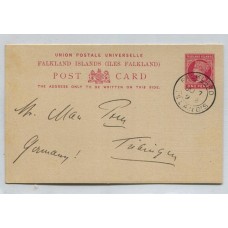 UNION POSTALE UNIVERSELLE
FALKLAND ISLANDS (ILES FALKLAND)
POST CARD
THE ADDRESS ONLY TO BE WRITTEN ON THIS SIDE.
Mr. Max
Tübingen
Germany!